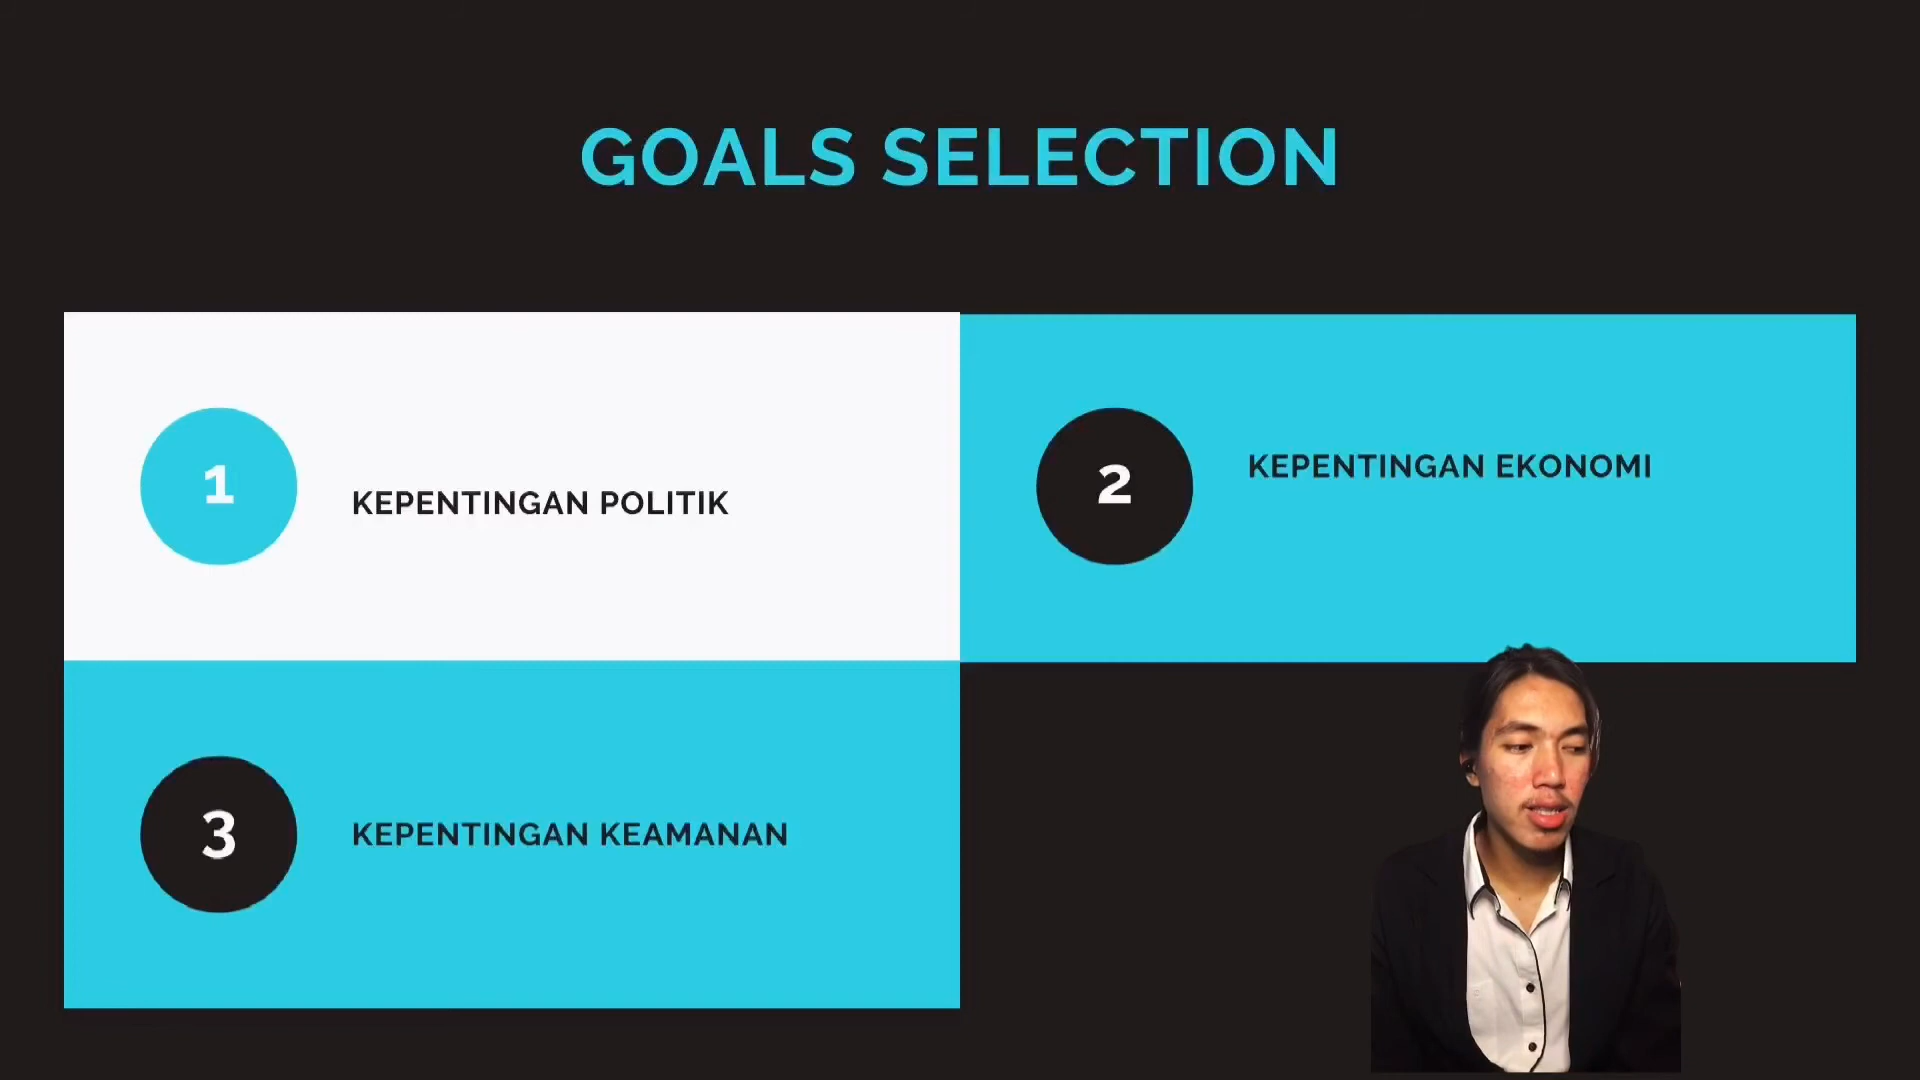 GOALS SELECTION
1
KEPENTINGAN POLITIK
2
KEPENTINGAN EKONOMI
3
KEPENTINGAN KEAMANAN